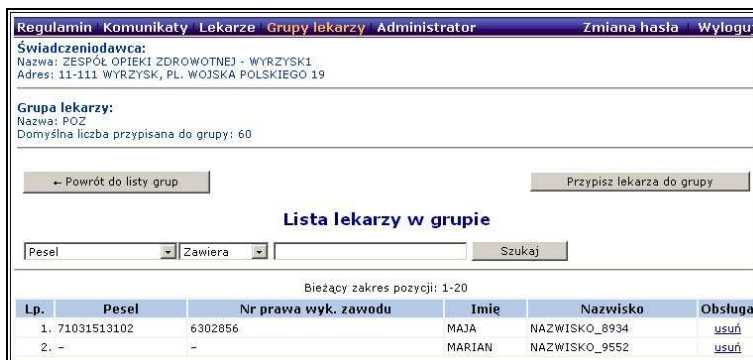 Regulamin Komunikaty Lekarze Grupy lekarzy Administrator Zmiana hasła Wyloguj
Świadczeniodawca:
Nazwa: ZESPÓŁ OPIEKI ZDROWOTNEJ - WYRZYSK1
Adres: 11-111 WYRZYSK, PL. WOJSKA POLSKIEGO 19
Grupa lekarzy:
Nazwa: POZ
Domyślna liczba przypisana do grupy: 60
← Powrót do listy grup Przypisz lekarza do grupy
Lista lekarzy w grupie
Pesel Zawiera Szukaj
Bieżący zakres pozycji: 1-20
Lp. Pesel Nr prawa wyk. zawodu Imię Nazwisko Obsługa
1. 71031513102 6302856 MAJA NAZWISKO_8934 usuń
2. – – MARIAN NAZWISKO_9552 usuń